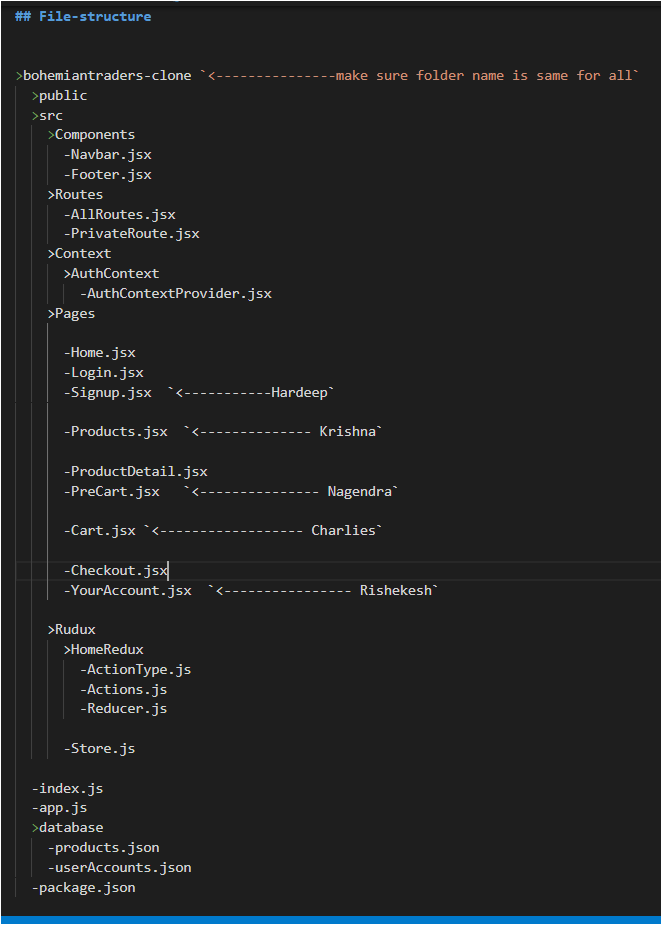 ## File-structure
>bohemiantraders-clone `<---------------make sure folder name is same for all`
>public
>src
>Components
-Navbar.jsx
-Footer.jsx
>Routes
-AllRoutes.jsx
-PrivateRoute.jsx
>Context
>AuthContext
-AuthContextProvider.jsx
>Pages
-Home.jsx
-Login.jsx
-Signup.jsx  `<-----------Hardeep`
-Products.jsx  `<-------------- Krishna`
-ProductDetail.jsx
-PreCart.jsx   `<--------------- Nagendra`
-Cart.jsx `<------------------ Charlies`
-Checkout.jsx
-YourAccount.jsx  `<---------------- Rishekesh`
>Rudux
>HomeRedux
-ActionType.js
-Actions.js
-Reducer.js
-Store.js
-index.js
-app.js
>database
-products.json
-userAccounts.json
-package.json